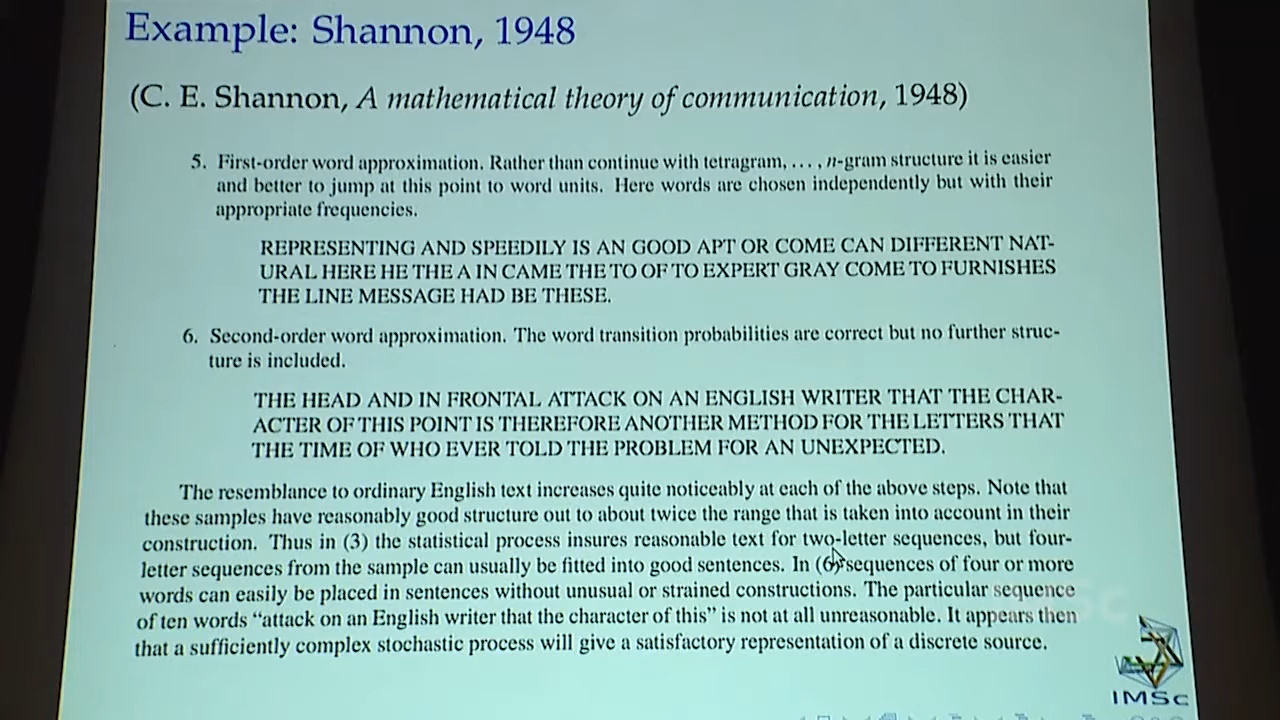 Example: Shannon, 1948
(C. E. Shannon, A mathematical theory of communication, 1948)
5. First-order word approximation. Rather than continue with tetragram, ... , n-gram structure it is easier
and better to jump at this point to word units. Here words are chosen independently but with their
appropriate frequencies.
REPRESENTING AND SPEEDILY IS AN GOOD APT OR COME CAN DIFFERENT NAT-
URAL HERE HE THE A IN CAME THE TO OF TO EXPERT GRAY COME TO FURNISHES
THE LINE MESSAGE HAD BE THESE.
6. Second-order word approximation. The word transition probabilities are correct but no further struc-
ture is included.
THE HEAD AND IN FRONTAL ATTACK ON AN ENGLISH WRITER THAT THE CHAR-
ACTER OF THIS POINT IS THEREFORE ANOTHER METHOD FOR THE LETTERS THAT
THE TIME OF WHO EVER TOLD THE PROBLEM FOR AN UNEXPECTED.
The resemblance to ordinary English text increases quite noticeably at each of the above steps. Note that
these samples have reasonably good structure out to about twice the range that is taken into account in their
construction. Thus in (3) the statistical process insures reasonable text for two-letter sequences, but four-
letter sequences from the sample can usually be fitted into good sentences. In (6) sequences of four or more
words can easily be placed in sentences without unusual or strained constructions. The particular sequence
of ten words “attack on an English writer that the character of this” is not at all unreasonable. It appears then
that a sufficiently complex stochastic process will give a satisfactory representation of a discrete source.
IMSc